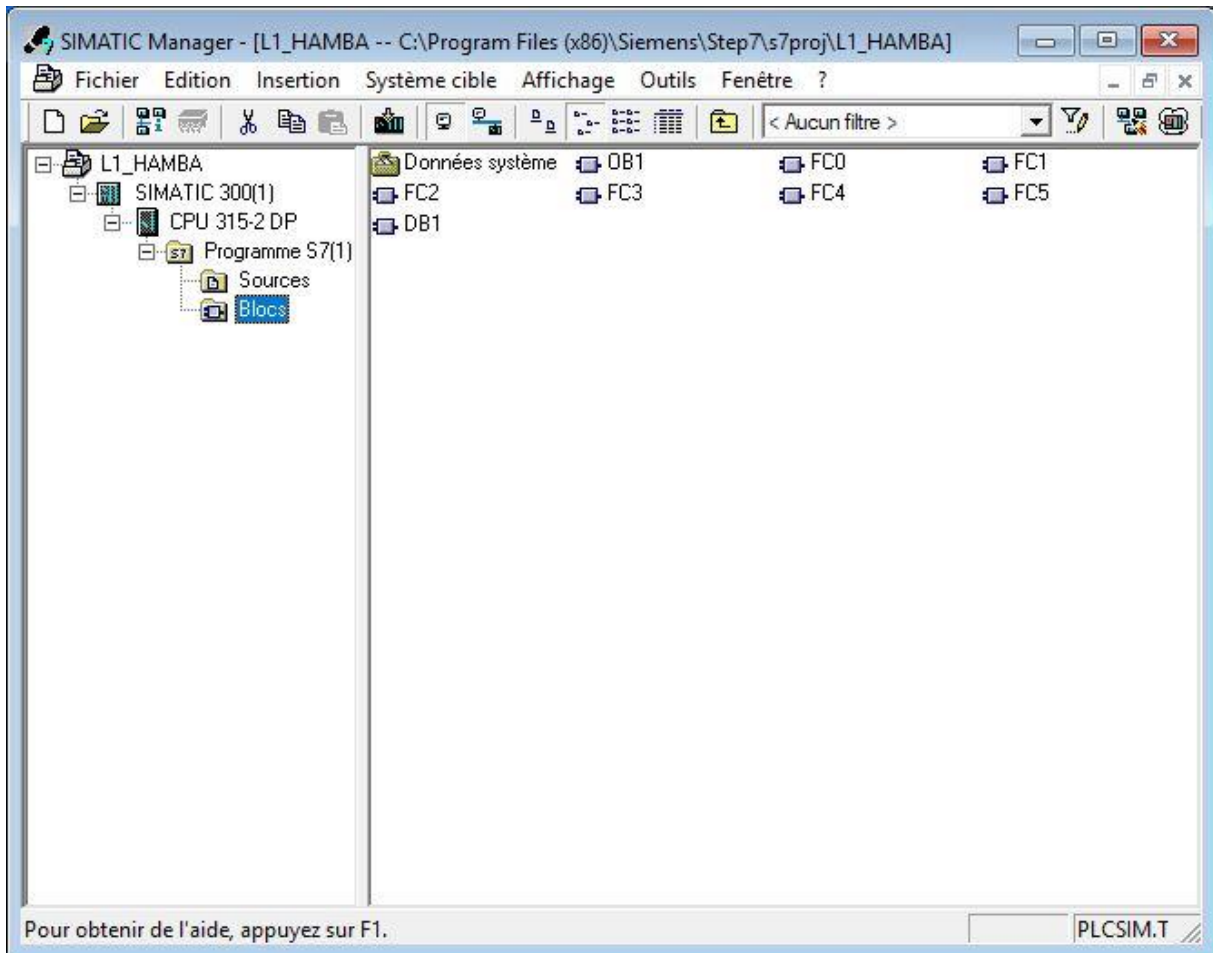 SIMATIC Manager - [L1_HAMBA -- C:\Program Files (x86)\Siemens\Step7\s7proj\L1_HAMBA]
Fichier Edition Insertion Système cible Affichage Outils Fenêtre ?
< Aucun filtre >
L1_HAMBA
SIMATIC 300(1)
CPU 315-2 DP
Programme S7(1)
Sources
Blocs
Données système OB1 FC0 FC1
FC2 FC3 FC4 FC5
DB1
Pour obtenir de l'aide, appuyez sur F1.
PLCSIM.T